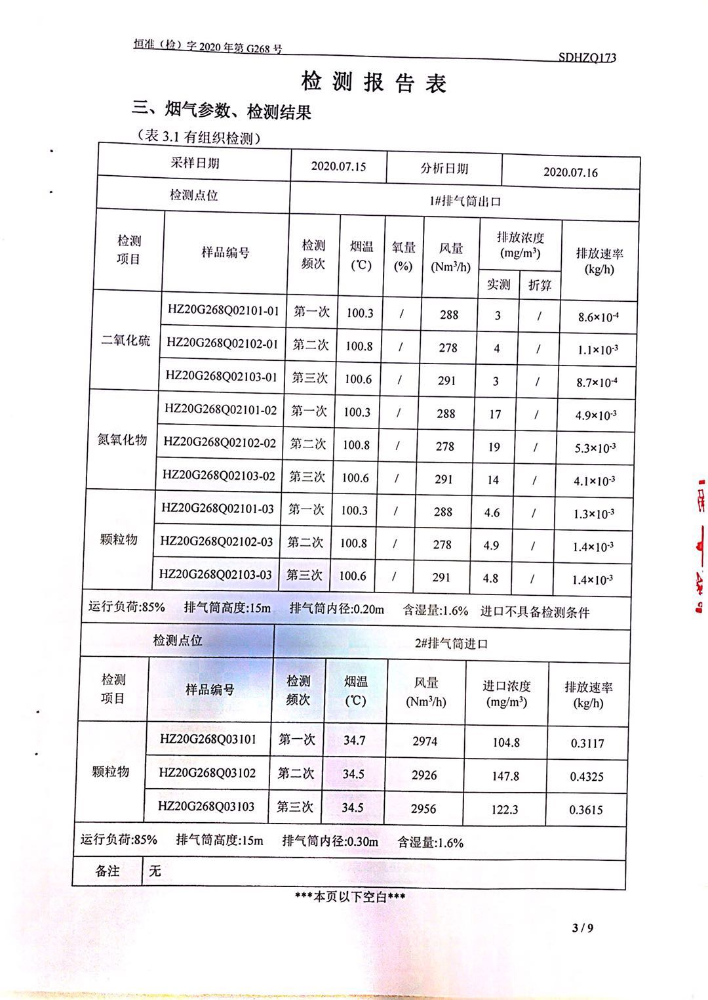 恒准（检）字 2020 年第 G268 号
SDHZQ173
检 测 报 告 表
三、烟气参数、检测结果
（表 3.1 有组织检测）
采样日期 2020.07.15 分析日期 2020.07.16
检测点位 1#排气筒出口
检测项目 样品编号 检测频次 烟温(℃) 氧量(%) 风量(Nm³/h) 排放浓度(mg/m³) 排放速率(kg/h)
实测 折算
二氧化硫
HZ20G268Q02101-01 第一次 100.3 / 288 3 / 8.6×10⁻⁴
HZ20G268Q02102-01 第二次 100.8 / 278 4 / 1.1×10⁻³
HZ20G268Q02103-01 第三次 100.6 / 291 3 / 8.7×10⁻⁴
氮氧化物
HZ20G268Q02101-02 第一次 100.3 / 288 17 / 4.9×10⁻³
HZ20G268Q02102-02 第二次 100.8 / 278 19 / 5.3×10⁻³
HZ20G268Q02103-02 第三次 100.6 / 291 14 / 4.1×10⁻³
颗粒物
HZ20G268Q02101-03 第一次 100.3 / 288 4.6 / 1.3×10⁻³
HZ20G268Q02102-03 第二次 100.8 / 278 4.9 / 1.4×10⁻³
HZ20G268Q02103-03 第三次 100.6 / 291 4.8 / 1.4×10⁻³
运行负荷:85% 排气筒高度:15m 排气筒内径:0.20m 含湿量:1.6% 进口不具备检测条件
检测点位 2#排气筒进口
检测项目 样品编号 检测频次 烟温(℃) 风量(Nm³/h) 进口浓度(mg/m³) 排放速率(kg/h)
颗粒物
HZ20G268Q03101 第一次 34.7 2974 104.8 0.3117
HZ20G268Q03102 第二次 34.5 2926 147.8 0.4325
HZ20G268Q03103 第三次 34.5 2956 122.3 0.3615
运行负荷:85% 排气筒高度:15m 排气筒内径:0.30m 含湿量:1.6%
备注 无
***本页以下空白***
3 / 9